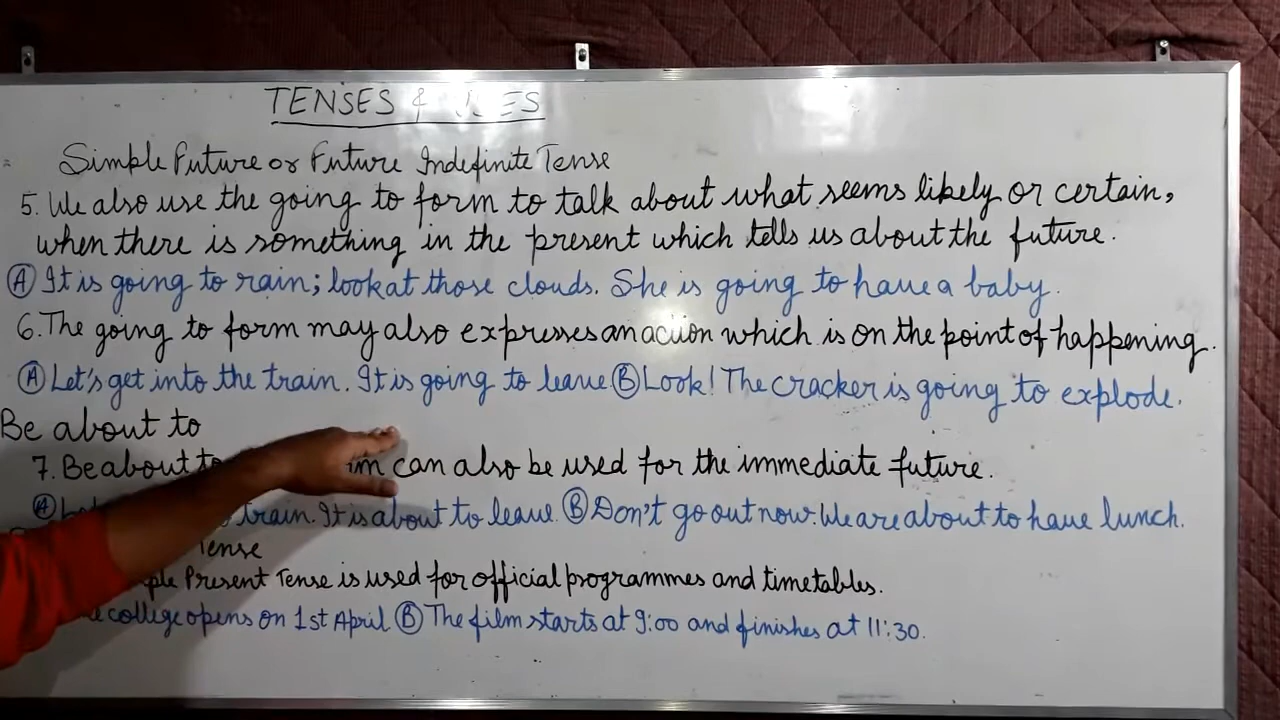 TENSES & USES
Simple Future or Future Indefinite Tense
5. We also use the going to form to talk about what seems likely or certain,
when there is something in the present which tells us about the future.
Ⓐ It is going to rain; look at those clouds. She is going to have a baby.
6. The going to form may also expresses an action which is on the point of happening.
Ⓐ Let's get into the train. It is going to leave Ⓑ Look! The cracker is going to explode.
Be about to
7. Be about to can also be used for the immediate future.
Ⓐ train. It is about to leave. Ⓑ Don't go out now. We are about to have lunch.
Tense
Present Tense is used for official programmes and timetables.
college opens on 1st April Ⓑ The film starts at 9:00 and finishes at 11:30.